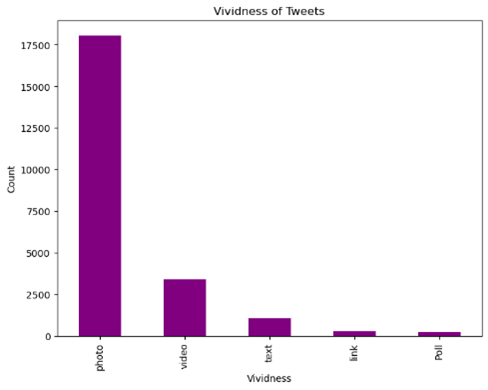 Vividness of Tweets
Count
17500
15000
12500
10000
7500
5000
2500
0
photo
video
text
link
Poll
Vividness